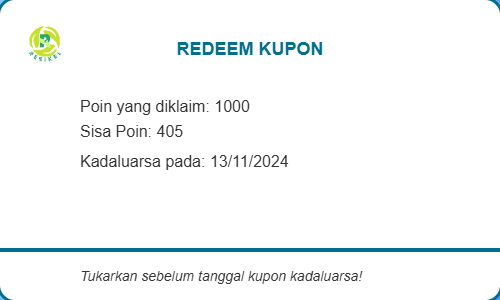 REDEEM KUPON
RESIKEL
Poin yang diklaim: 1000
Sisa Poin: 405
Kadaluarsa pada: 13/11/2024
Tukarkan sebelum tanggal kupon kadaluarsa!